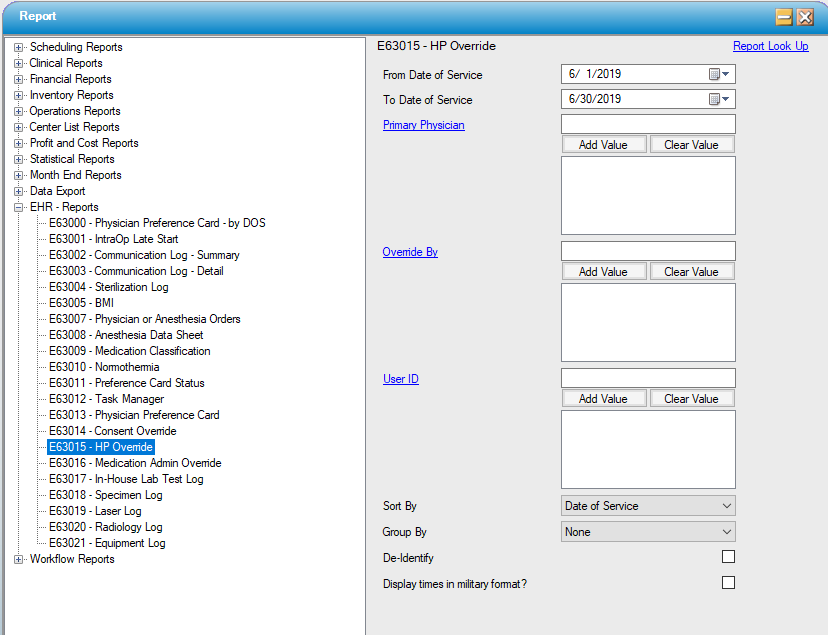 Report
Scheduling Reports
Clinical Reports
Financial Reports
Inventory Reports
Operations Reports
Center List Reports
Profit and Cost Reports
Statistical Reports
Month End Reports
Data Export
EHR - Reports
E63000 - Physician Preference Card - by DOS
E63001 - IntraOp Late Start
E63002 - Communication Log - Summary
E63003 - Communication Log - Detail
E63004 - Sterilization Log
E63005 - BMI
E63007 - Physician or Anesthesia Orders
E63008 - Anesthesia Data Sheet
E63009 - Medication Classification
E63010 - Normothermia
E63011 - Preference Card Status
E63012 - Task Manager
E63013 - Physician Preference Card
E63014 - Consent Override
E63015 - HP Override
E63016 - Medication Admin Override
E63017 - In-House Lab Test Log
E63018 - Specimen Log
E63019 - Laser Log
E63020 - Radiology Log
E63021 - Equipment Log
Workflow Reports
E63015 - HP Override Report Look Up
From Date of Service 6/ 1/2019
To Date of Service 6/30/2019
Primary Physician
Add Value Clear Value
Override By
Add Value Clear Value
User ID
Add Value Clear Value
Sort By Date of Service
Group By None
De-Identify
Display times in military format?